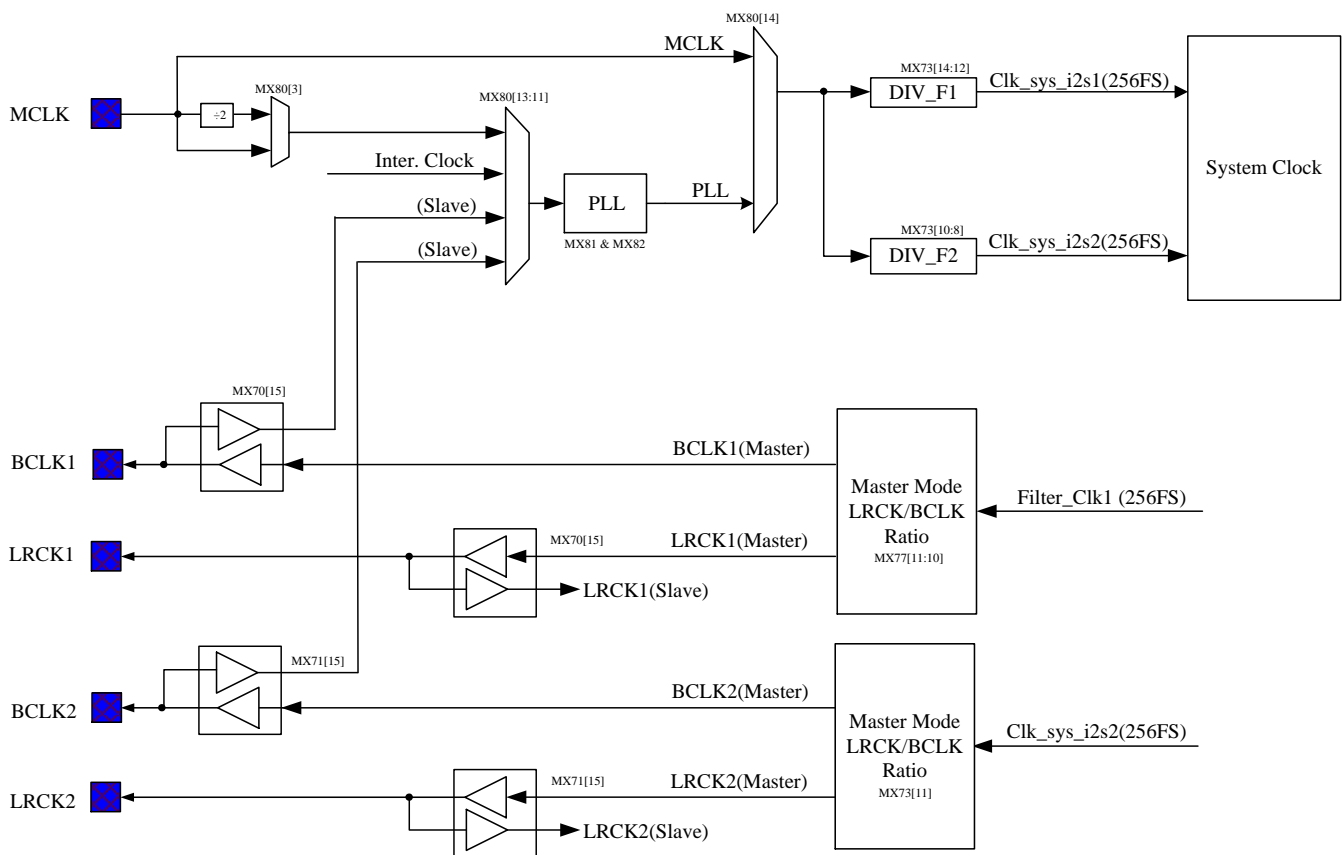 MX80[14]
MCLK
MX80[3]
MX73[14:12]
Clk_sys_i2s1(256FS)
MX80[13:11]
DIV_F1
MCLK
÷2
Inter. Clock
System Clock
PLL
PLL
(Slave)
MX73[10:8]
Clk_sys_i2s2(256FS)
MX81 & MX82
(Slave)
DIV_F2
MX70[15]
BCLK1(Master)
BCLK1
Master Mode
LRCK/BCLK
Ratio
MX77[11:10]
Filter_Clk1 (256FS)
MX70[15]
LRCK1(Master)
LRCK1
LRCK1(Slave)
MX71[15]
BCLK2(Master)
BCLK2
Master Mode
LRCK/BCLK
Ratio
MX73[11]
Clk_sys_i2s2(256FS)
MX71[15]
LRCK2(Master)
LRCK2
LRCK2(Slave)